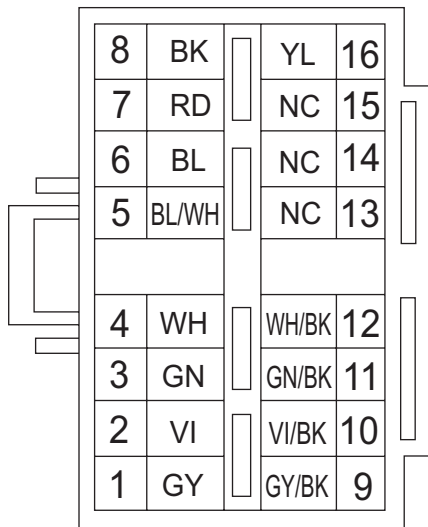 8 BK YL 16
7 RD NC 15
6 BL NC 14
5 BL/WH NC 13
4 WH WH/BK 12
3 GN GN/BK 11
2 VI VI/BK 10
1 GY GY/BK 9